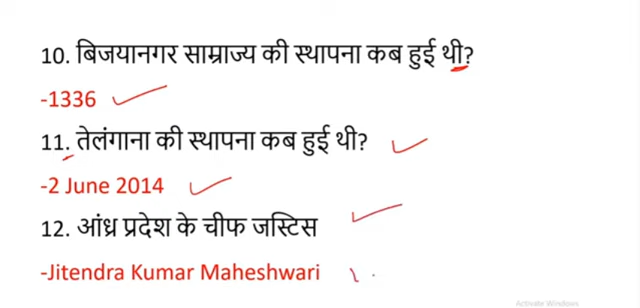 10. बिजयानगर साम्राज्य की स्थापना कब हुई थी?
-1336
11. तेलंगाना की स्थापना कब हुई थी?
-2 June 2014
12. आंध्र प्रदेश के चीफ जस्टिस
-Jitendra Kumar Maheshwari
Activate Windows